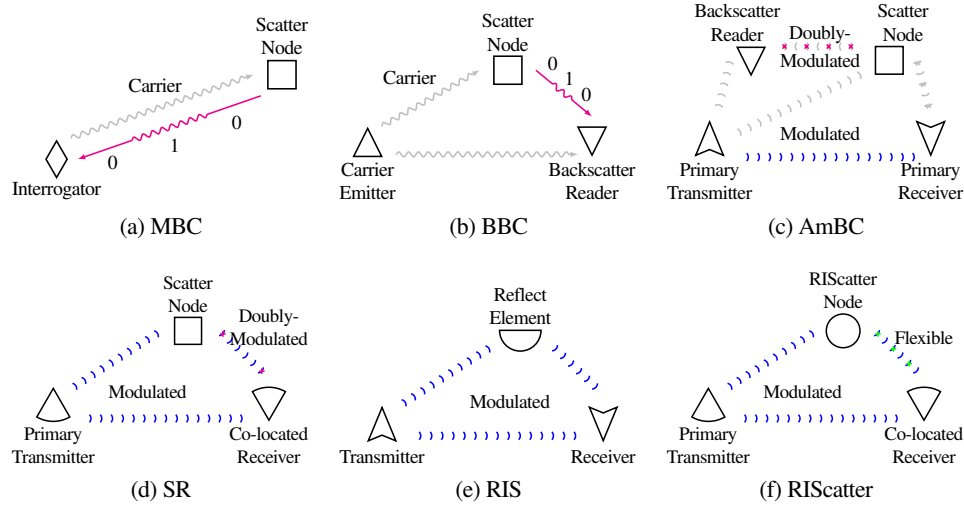 Scatter
Node
Carrier
0
1
0
Interrogator
(a) MBC
Scatter
Node
Carrier
0
1
0
Carrier
Emitter
Backscatter
Reader
(b) BBC
Backscatter
Reader
Doubly-
Modulated
Scatter
Node
Modulated
Primary
Transmitter
Primary
Receiver
(c) AmBC
Scatter
Node
Doubly-
Modulated
Modulated
Primary
Transmitter
Co-located
Receiver
(d) SR
Reflect
Element
Modulated
Transmitter
Receiver
(e) RIS
RIScatter
Node
Flexible
Modulated
Primary
Transmitter
Co-located
Receiver
(f) RIScatter